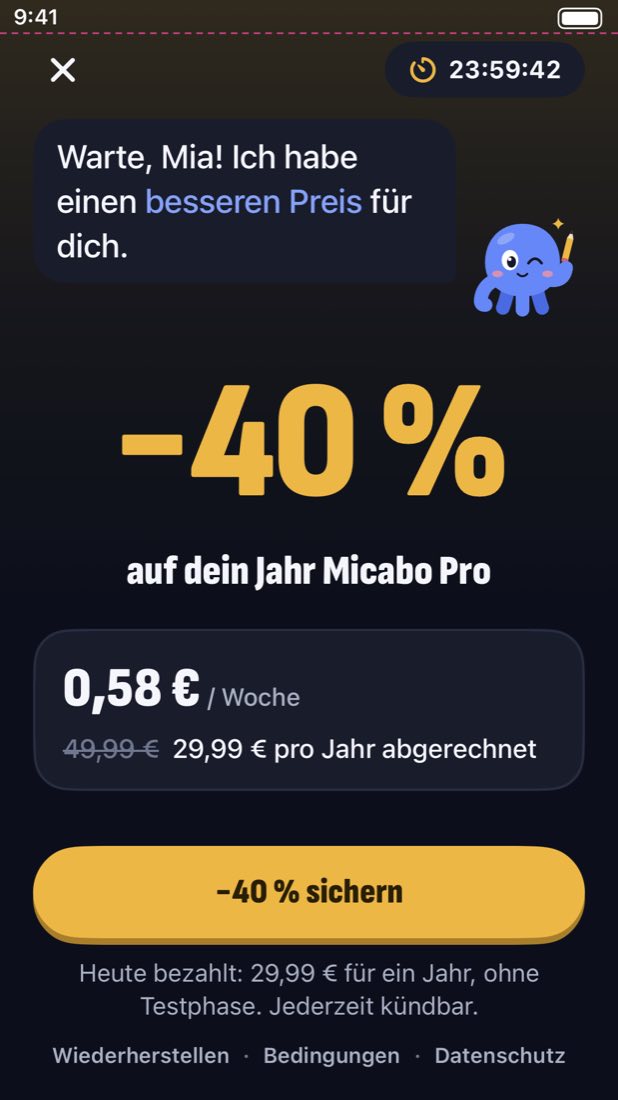 9:41
23:59:42
Warte, Mia! Ich habe
einen besseren Preis für
dich.
−40 %
auf dein Jahr Micabo Pro
0,58 € / Woche
49,99 € 29,99 € pro Jahr abgerechnet
−40 % sichern
Heute bezahlt: 29,99 € für ein Jahr, ohne
Testphase. Jederzeit kündbar.
Wiederherstellen · Bedingungen · Datenschutz